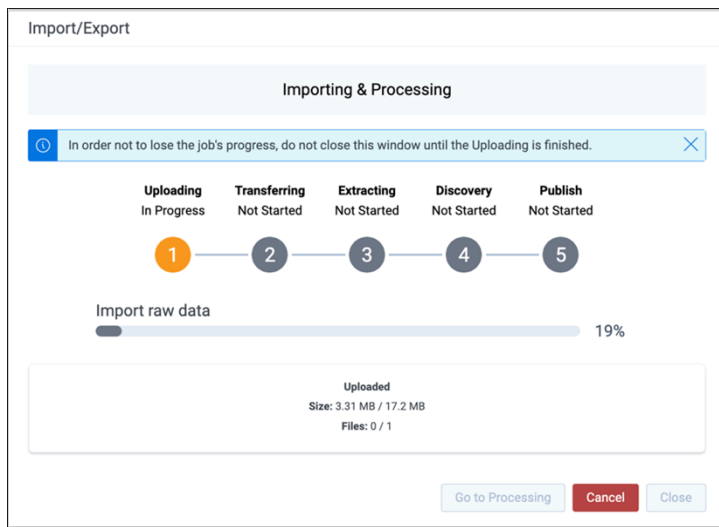 Import/Export
Importing & Processing
In order not to lose the job's progress, do not close this window until the Uploading is finished.
Uploading Transferring Extracting Discovery Publish
In Progress Not Started Not Started Not Started Not Started
1 2 3 4 5
Import raw data
19%
Uploaded
Size: 3.31 MB / 17.2 MB
Files: 0 / 1
Go to Processing Cancel Close